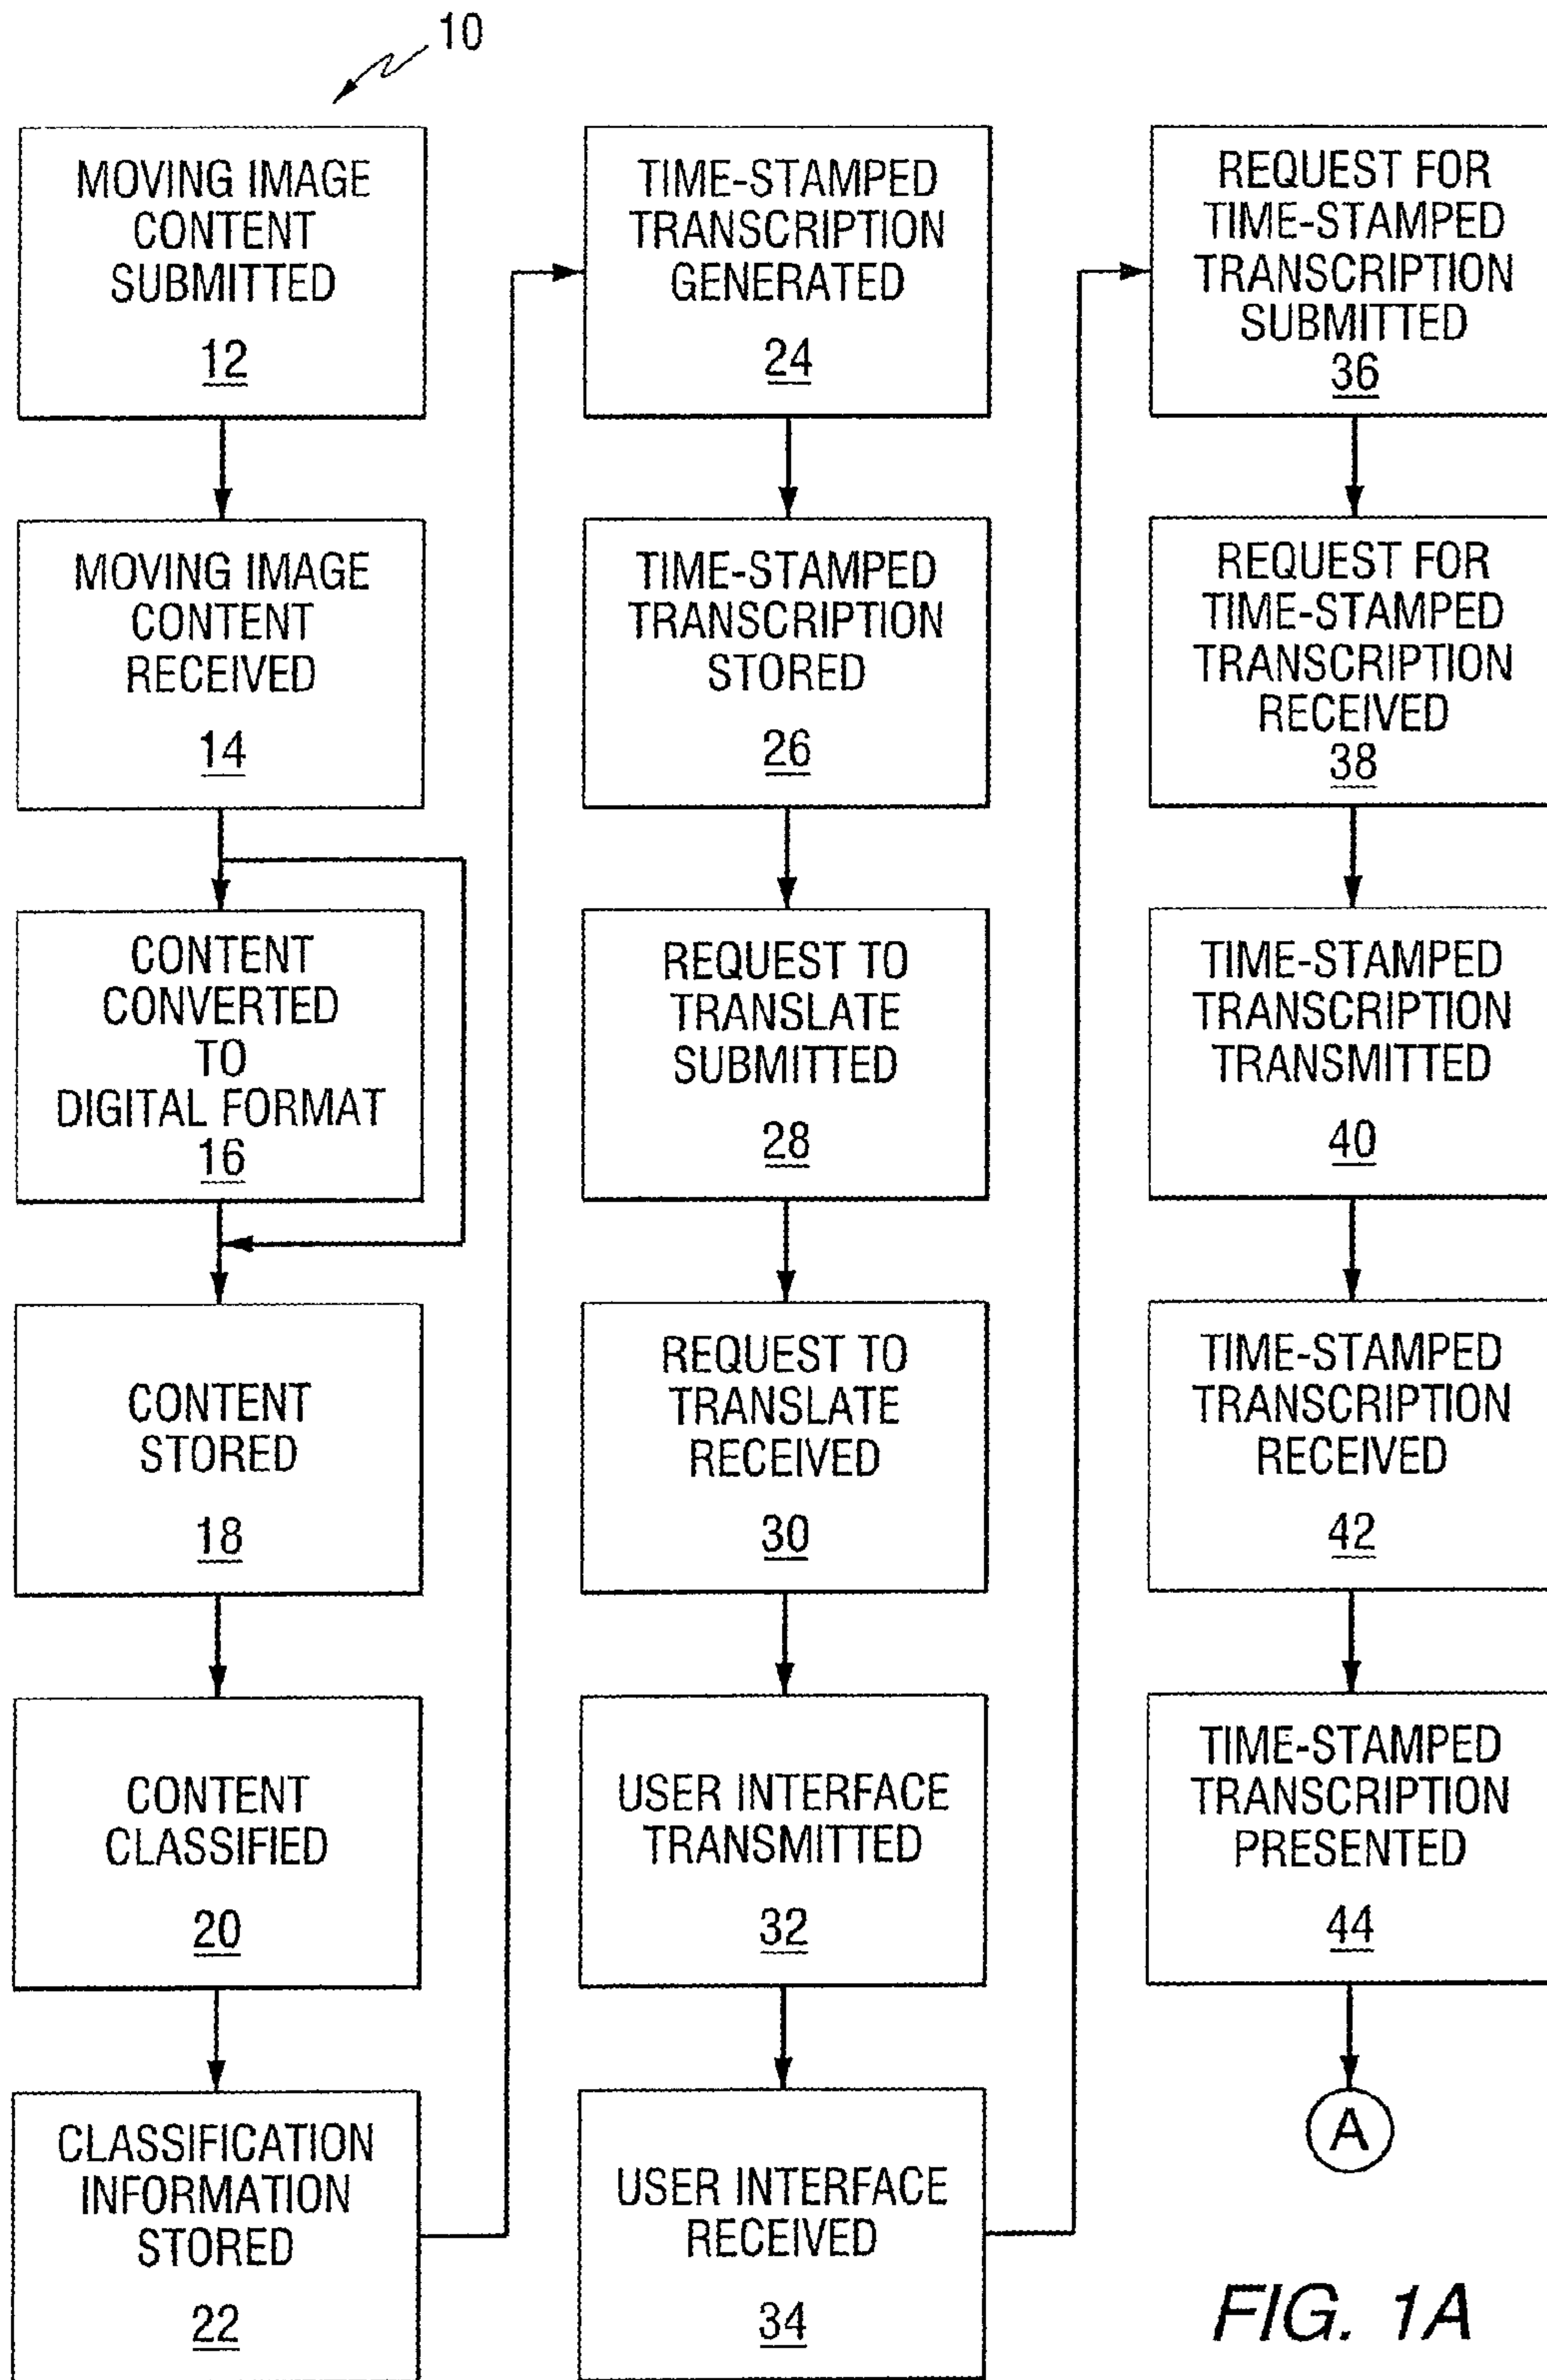 10
MOVING IMAGE
CONTENT
SUBMITTED
12
MOVING IMAGE
CONTENT
RECEIVED
14
CONTENT
CONVERTED
TO
DIGITAL FORMAT
16
CONTENT
STORED
18
CONTENT
CLASSIFIED
20
CLASSIFICATION
INFORMATION
STORED
22
TIME-STAMPED
TRANSCRIPTION
GENERATED
24
TIME-STAMPED
TRANSCRIPTION
STORED
26
REQUEST TO
TRANSLATE
SUBMITTED
28
REQUEST TO
TRANSLATE
RECEIVED
30
USER INTERFACE
TRANSMITTED
32
USER INTERFACE
RECEIVED
34
REQUEST FOR
TIME-STAMPED
TRANSCRIPTION
SUBMITTED
36
REQUEST FOR
TIME-STAMPED
TRANSCRIPTION
RECEIVED
38
TIME-STAMPED
TRANSCRIPTION
TRANSMITTED
40
TIME-STAMPED
TRANSCRIPTION
RECEIVED
42
TIME-STAMPED
TRANSCRIPTION
PRESENTED
44
A
FIG. 1A